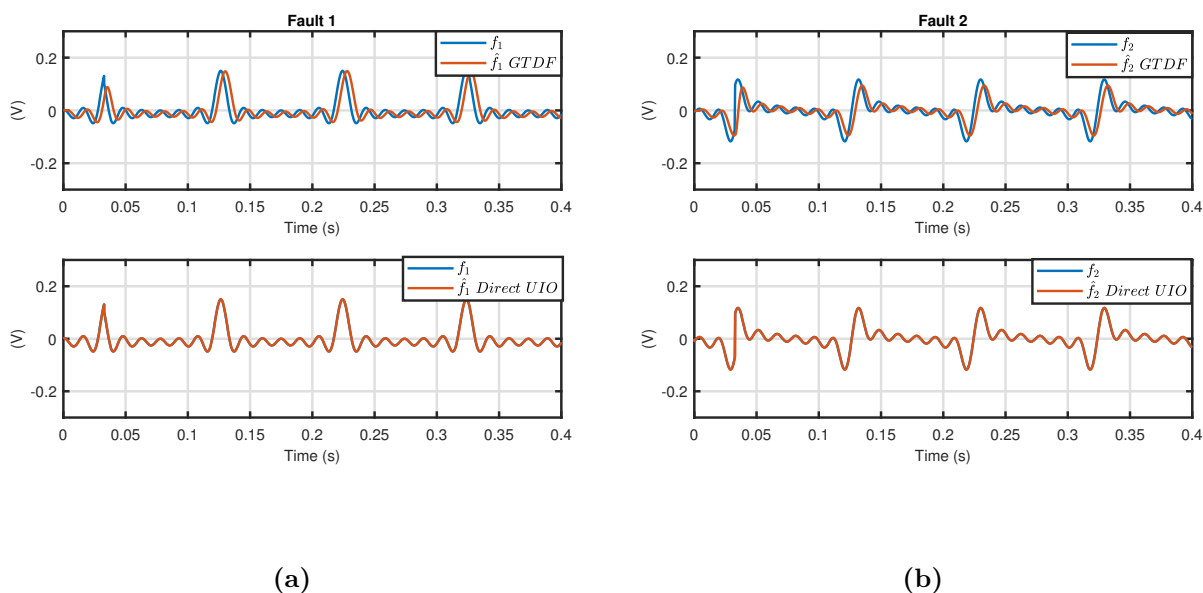 Fault 1
f₁
f̂₁ GTDF
0.2
0
-0.2
(V)
0 0.05 0.1 0.15 0.2 0.25 0.3 0.35 0.4
Time (s)
f₁
f̂₁ Direct UIO
0.2
0
-0.2
(V)
0 0.05 0.1 0.15 0.2 0.25 0.3 0.35 0.4
Time (s)
(a)
Fault 2
f₂
f̂₂ GTDF
0.2
0
-0.2
(V)
0 0.05 0.1 0.15 0.2 0.25 0.3 0.35 0.4
Time (s)
f₂
f̂₂ Direct UIO
0.2
0
-0.2
(V)
0 0.05 0.1 0.15 0.2 0.25 0.3 0.35 0.4
Time (s)
(b)